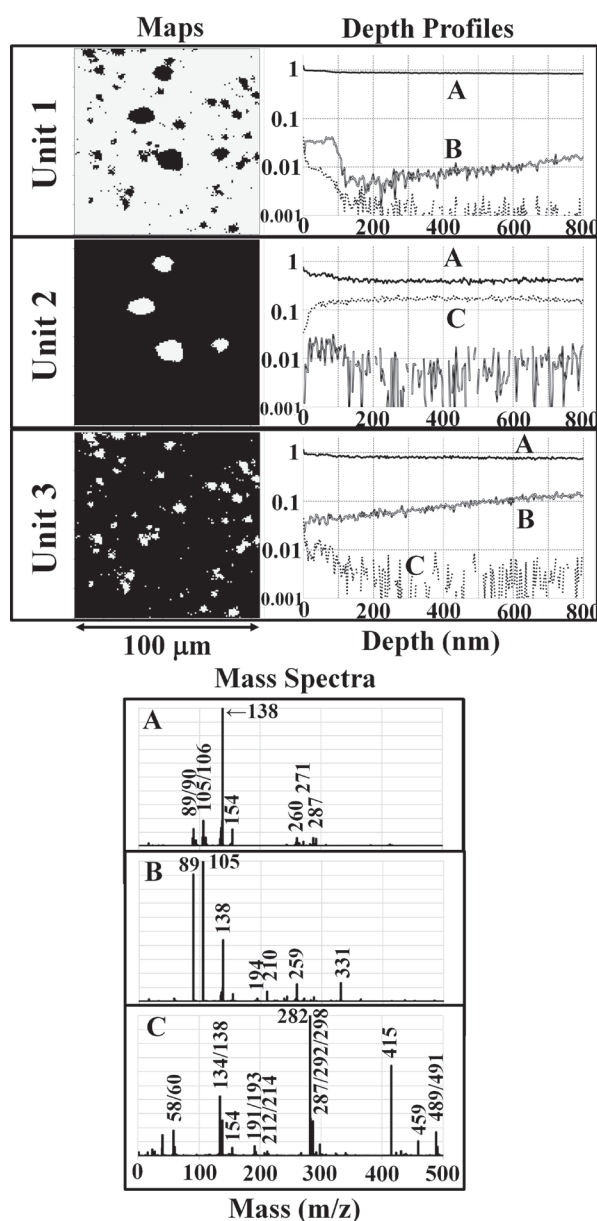 Maps Depth Profiles
Unit 1
1
0.1
0.01
0.001
A
B
0 200 400 600 800
Unit 2
1
0.1
0.01
0.001
A
C
0 200 400 600 800
Unit 3
1
0.1
0.01
0.001
A
B
C
0 200 400 600 800
100 µm
Depth (nm)
Mass Spectra
A
←138
89/90
105/106
154
260
271
287
B
89
105
138
194
210
259
331
C
58/60
134/138
154
191/193
212/214
282
287/292/298
415
459
489/491
0 100 200 300 400 500
Mass (m/z)